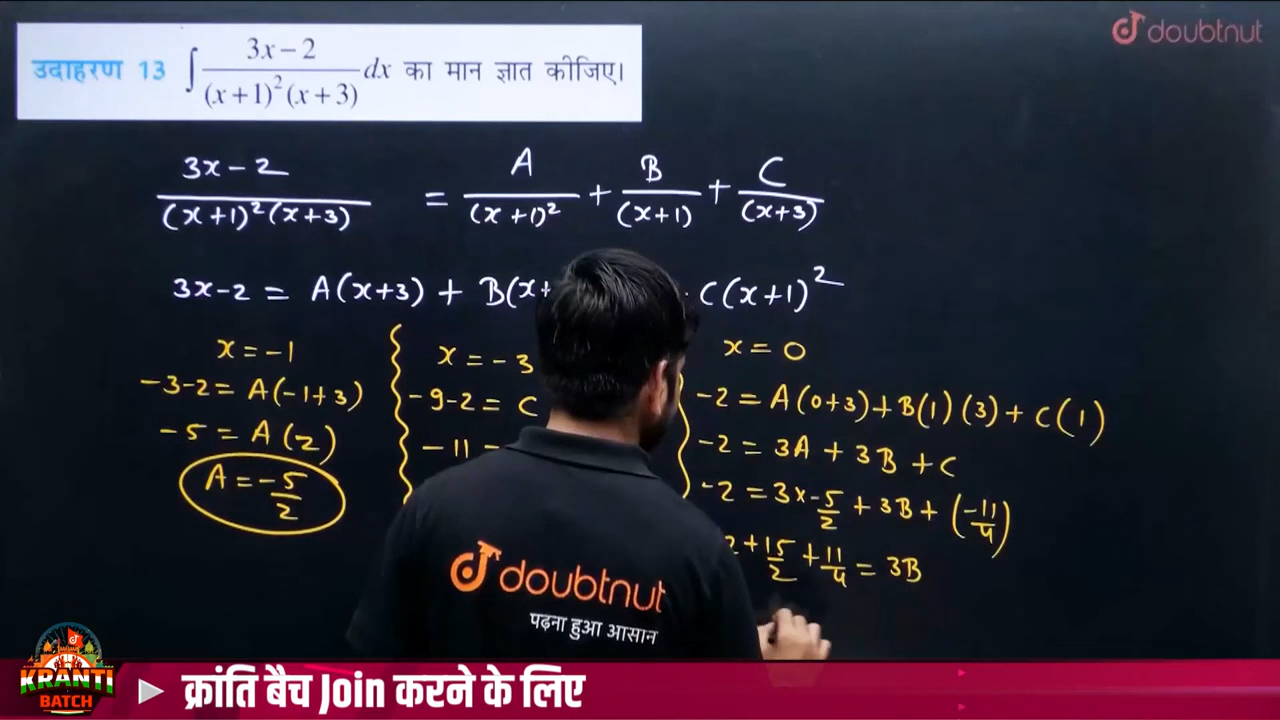 doubtnut
उदाहरण 13 ∫ 3x – 2 / (x+1)²(x+3) dx का मान ज्ञात कीजिए।
3x – 2 / (x+1)²(x+3) = A / (x+1)² + B / (x+1) + C / (x+3)
3x-2 = A(x+3) + B(x+ C(x+1)²
x = -1
-3-2 = A(-1+3)
-5 = A(2)
A = -5/2
x = -3
-9-2 = C
-11 =
x = 0
-2 = A(0+3)+B(1)(3)+C(1)
-2 = 3A + 3B + C
-2 = 3x-5/2 + 3B + (-11/4)
2 + 15/2 + 11/4 = 3B
doubtnut
पढ़ना हुआ आसान
KRANTI
BATCH
क्रांति बैच Join करने के लिए